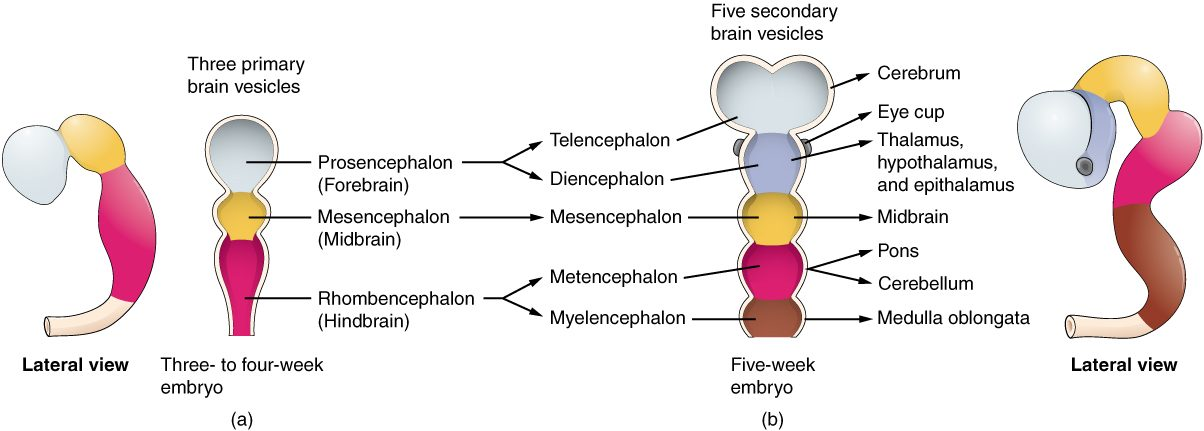 Three primary
brain vesicles
Prosencephalon
(Forebrain)
Mesencephalon
(Midbrain)
Rhombencephalon
(Hindbrain)
Lateral view
Three- to four-week
embryo
(a)
Five secondary
brain vesicles
Telencephalon
Diencephalon
Mesencephalon
Metencephalon
Myelencephalon
Cerebrum
Eye cup
Thalamus,
hypothalamus,
and epithalamus
Midbrain
Pons
Cerebellum
Medulla oblongata
Five-week
embryo
(b)
Lateral view